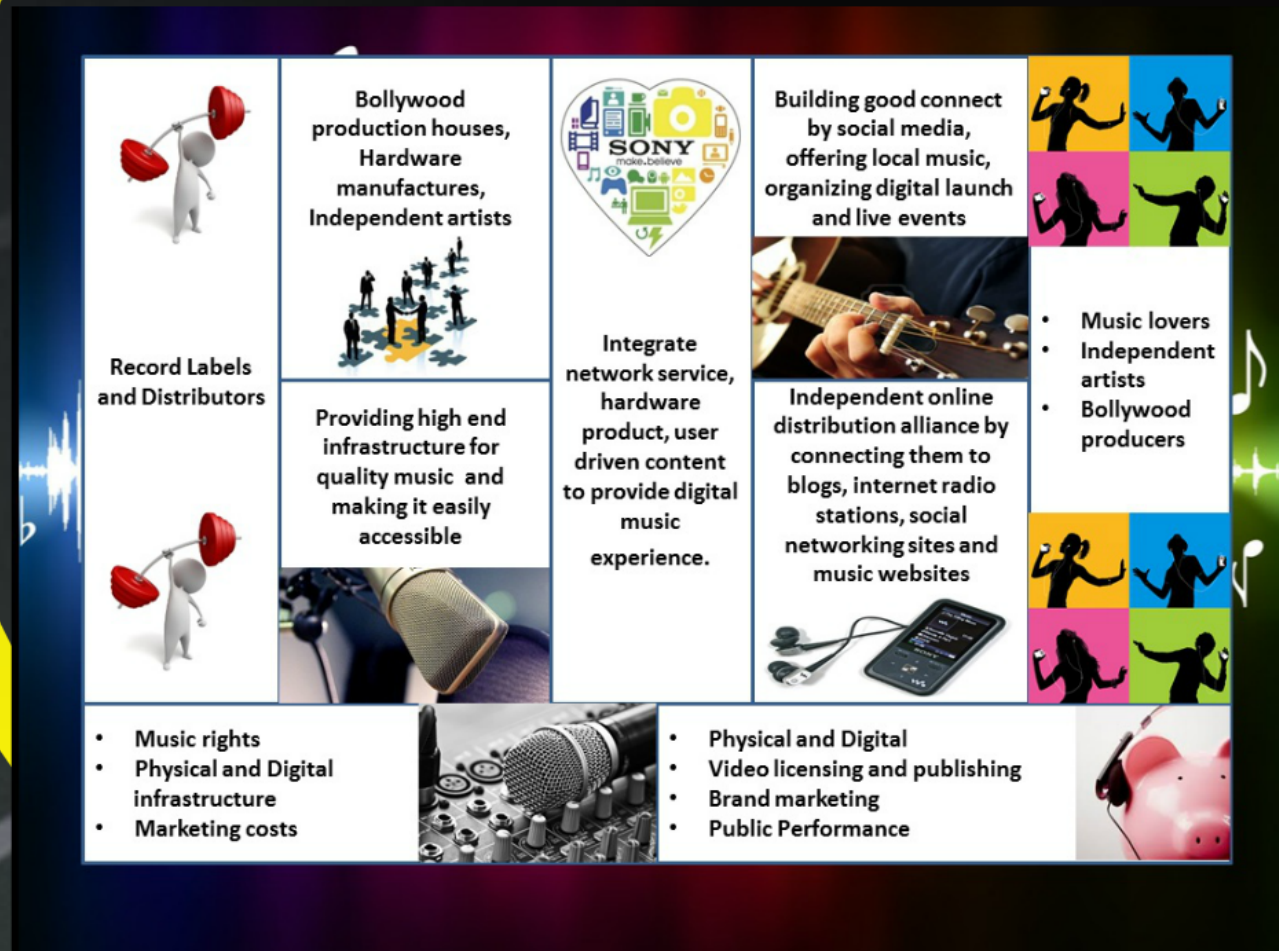 Record Labels
and Distributors
Bollywood
production houses,
Hardware
manufactures,
Independent artists
Providing high end
infrastructure for
quality music and
making it easily
accessible
SONY
make.believe
Integrate
network service,
hardware
product, user
driven content
to provide digital
music
experience.
Building good connect
by social media,
offering local music,
organizing digital launch
and live events
Independent online
distribution alliance by
connecting them to
blogs, internet radio
stations, social
networking sites and
music websites
SONY
• Music lovers
• Independent
artists
• Bollywood
producers
• Music rights
• Physical and Digital
infrastructure
• Marketing costs
• Physical and Digital
• Video licensing and publishing
• Brand marketing
• Public Performance